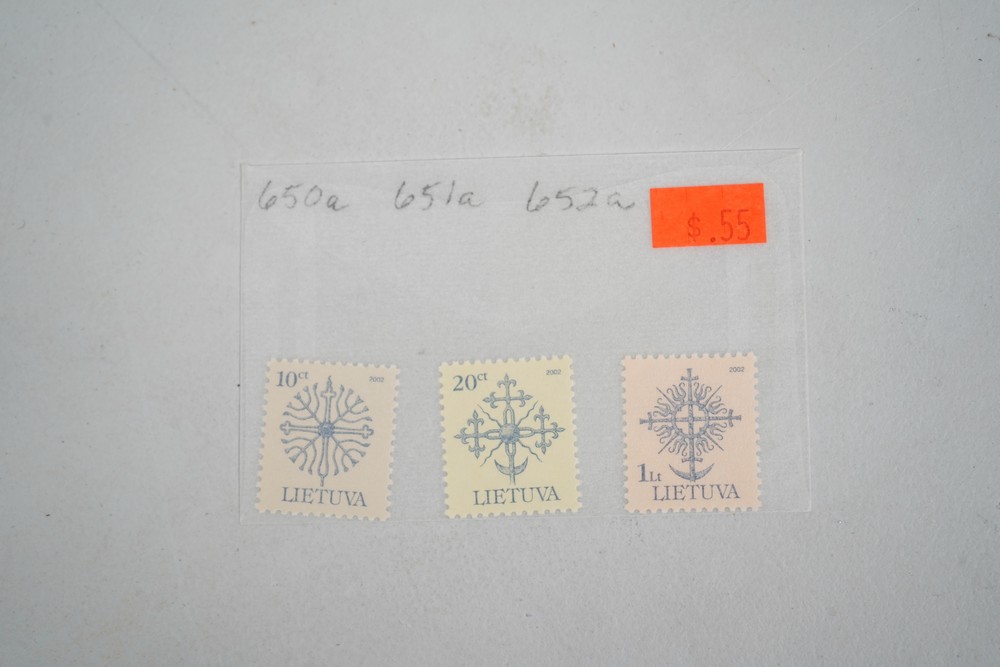 650a 651a 652a
$.55
10ct 2002
LIETUVA
20ct 2002
LIETUVA
2002
1Lt
LIETUVA